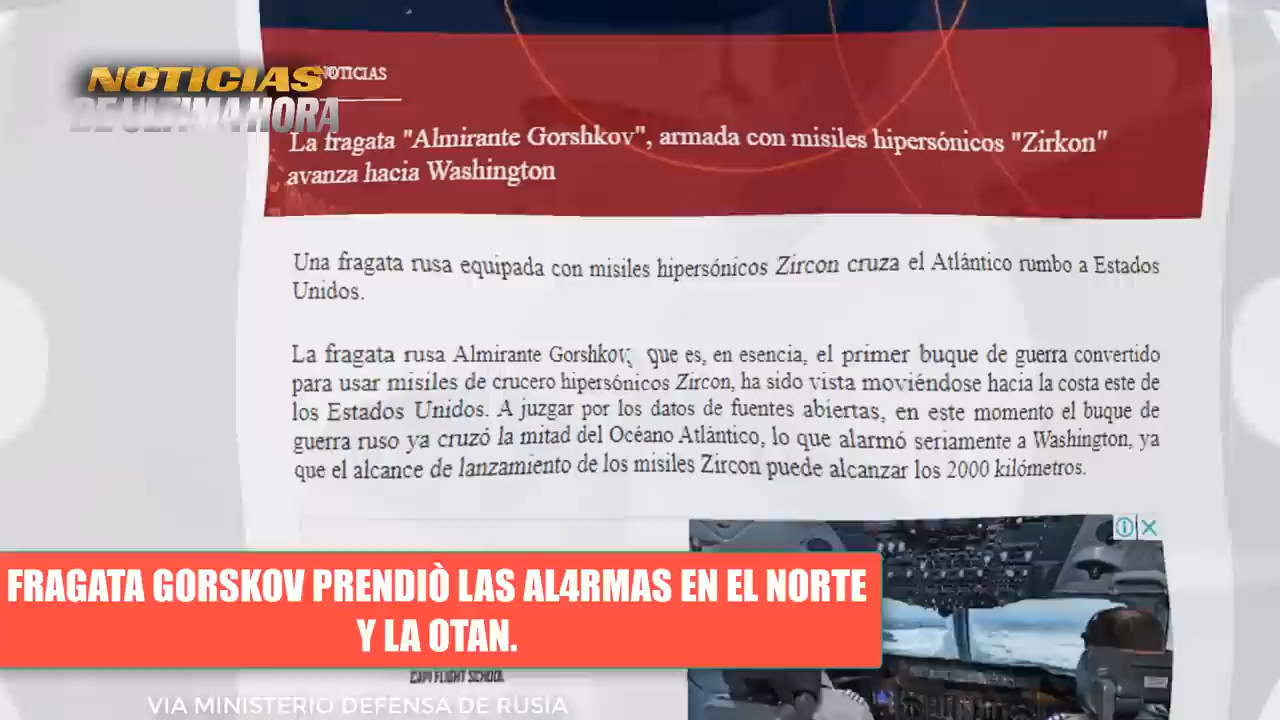 NOTICIAS
DE ULTIMA HORA
NOTICIAS
La fragata "Almirante Gorshkov", armada con misiles hipersónicos "Zirkon"
avanza hacia Washington
Una fragata rusa equipada con misiles hipersónicos Zircon cruza el Atlántico rumbo a Estados
Unidos.
La fragata rusa Almirante Gorshkov, que es, en esencia, el primer buque de guerra convertido
para usar misiles de crucero hipersónicos Zircon, ha sido vista moviéndose hacia la costa este de
los Estados Unidos. A juzgar por los datos de fuentes abiertas, en este momento el buque de
guerra ruso ya cruzó la mitad del Océano Atlántico, lo que alarmó seriamente a Washington, ya
que el alcance de lanzamiento de los misiles Zircon puede alcanzar los 2000 kilómetros.
FRAGATA GORSKOV PRENDIÒ LAS AL4RMAS EN EL NORTE
Y LA OTAN.
CAPI FLIGHT SCHOOL
VIA MINISTERIO DEFENSA DE RUSIA